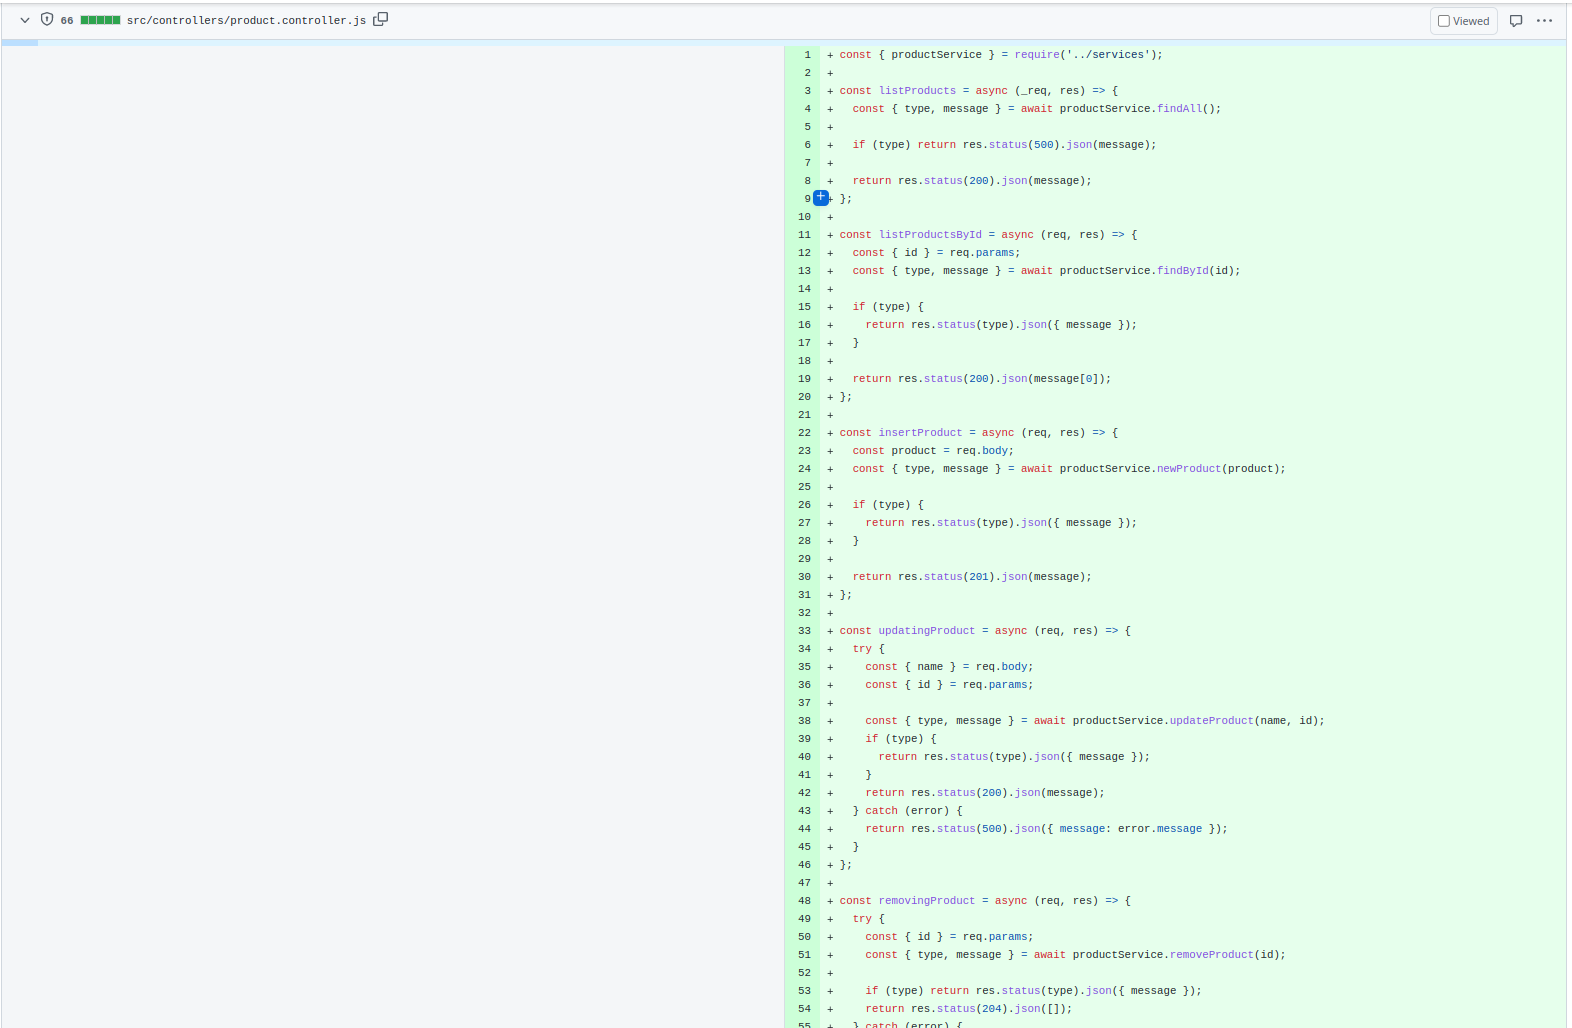 66 src/controllers/product.controller.js Viewed
1 + const { productService } = require('../services');
2 +
3 + const listProducts = async (_req, res) => {
4 +   const { type, message } = await productService.findAll();
5 +
6 +   if (type) return res.status(500).json(message);
7 +
8 +   return res.status(200).json(message);
9 + };
10 +
11 + const listProductsById = async (req, res) => {
12 +   const { id } = req.params;
13 +   const { type, message } = await productService.findById(id);
14 +
15 +   if (type) {
16 +     return res.status(type).json({ message });
17 +   }
18 +
19 +   return res.status(200).json(message[0]);
20 + };
21 +
22 + const insertProduct = async (req, res) => {
23 +   const product = req.body;
24 +   const { type, message } = await productService.newProduct(product);
25 +
26 +   if (type) {
27 +     return res.status(type).json({ message });
28 +   }
29 +
30 +   return res.status(201).json(message);
31 + };
32 +
33 + const updatingProduct = async (req, res) => {
34 +   try {
35 +     const { name } = req.body;
36 +     const { id } = req.params;
37 +
38 +     const { type, message } = await productService.updateProduct(name, id);
39 +     if (type) {
40 +       return res.status(type).json({ message });
41 +     }
42 +     return res.status(200).json(message);
43 +   } catch (error) {
44 +     return res.status(500).json({ message: error.message });
45 +   }
46 + };
47 +
48 + const removingProduct = async (req, res) => {
49 +   try {
50 +     const { id } = req.params;
51 +     const { type, message } = await productService.removeProduct(id);
52 +
53 +     if (type) return res.status(type).json({ message });
54 +     return res.status(204).json([]);
55 +   } catch (error) {